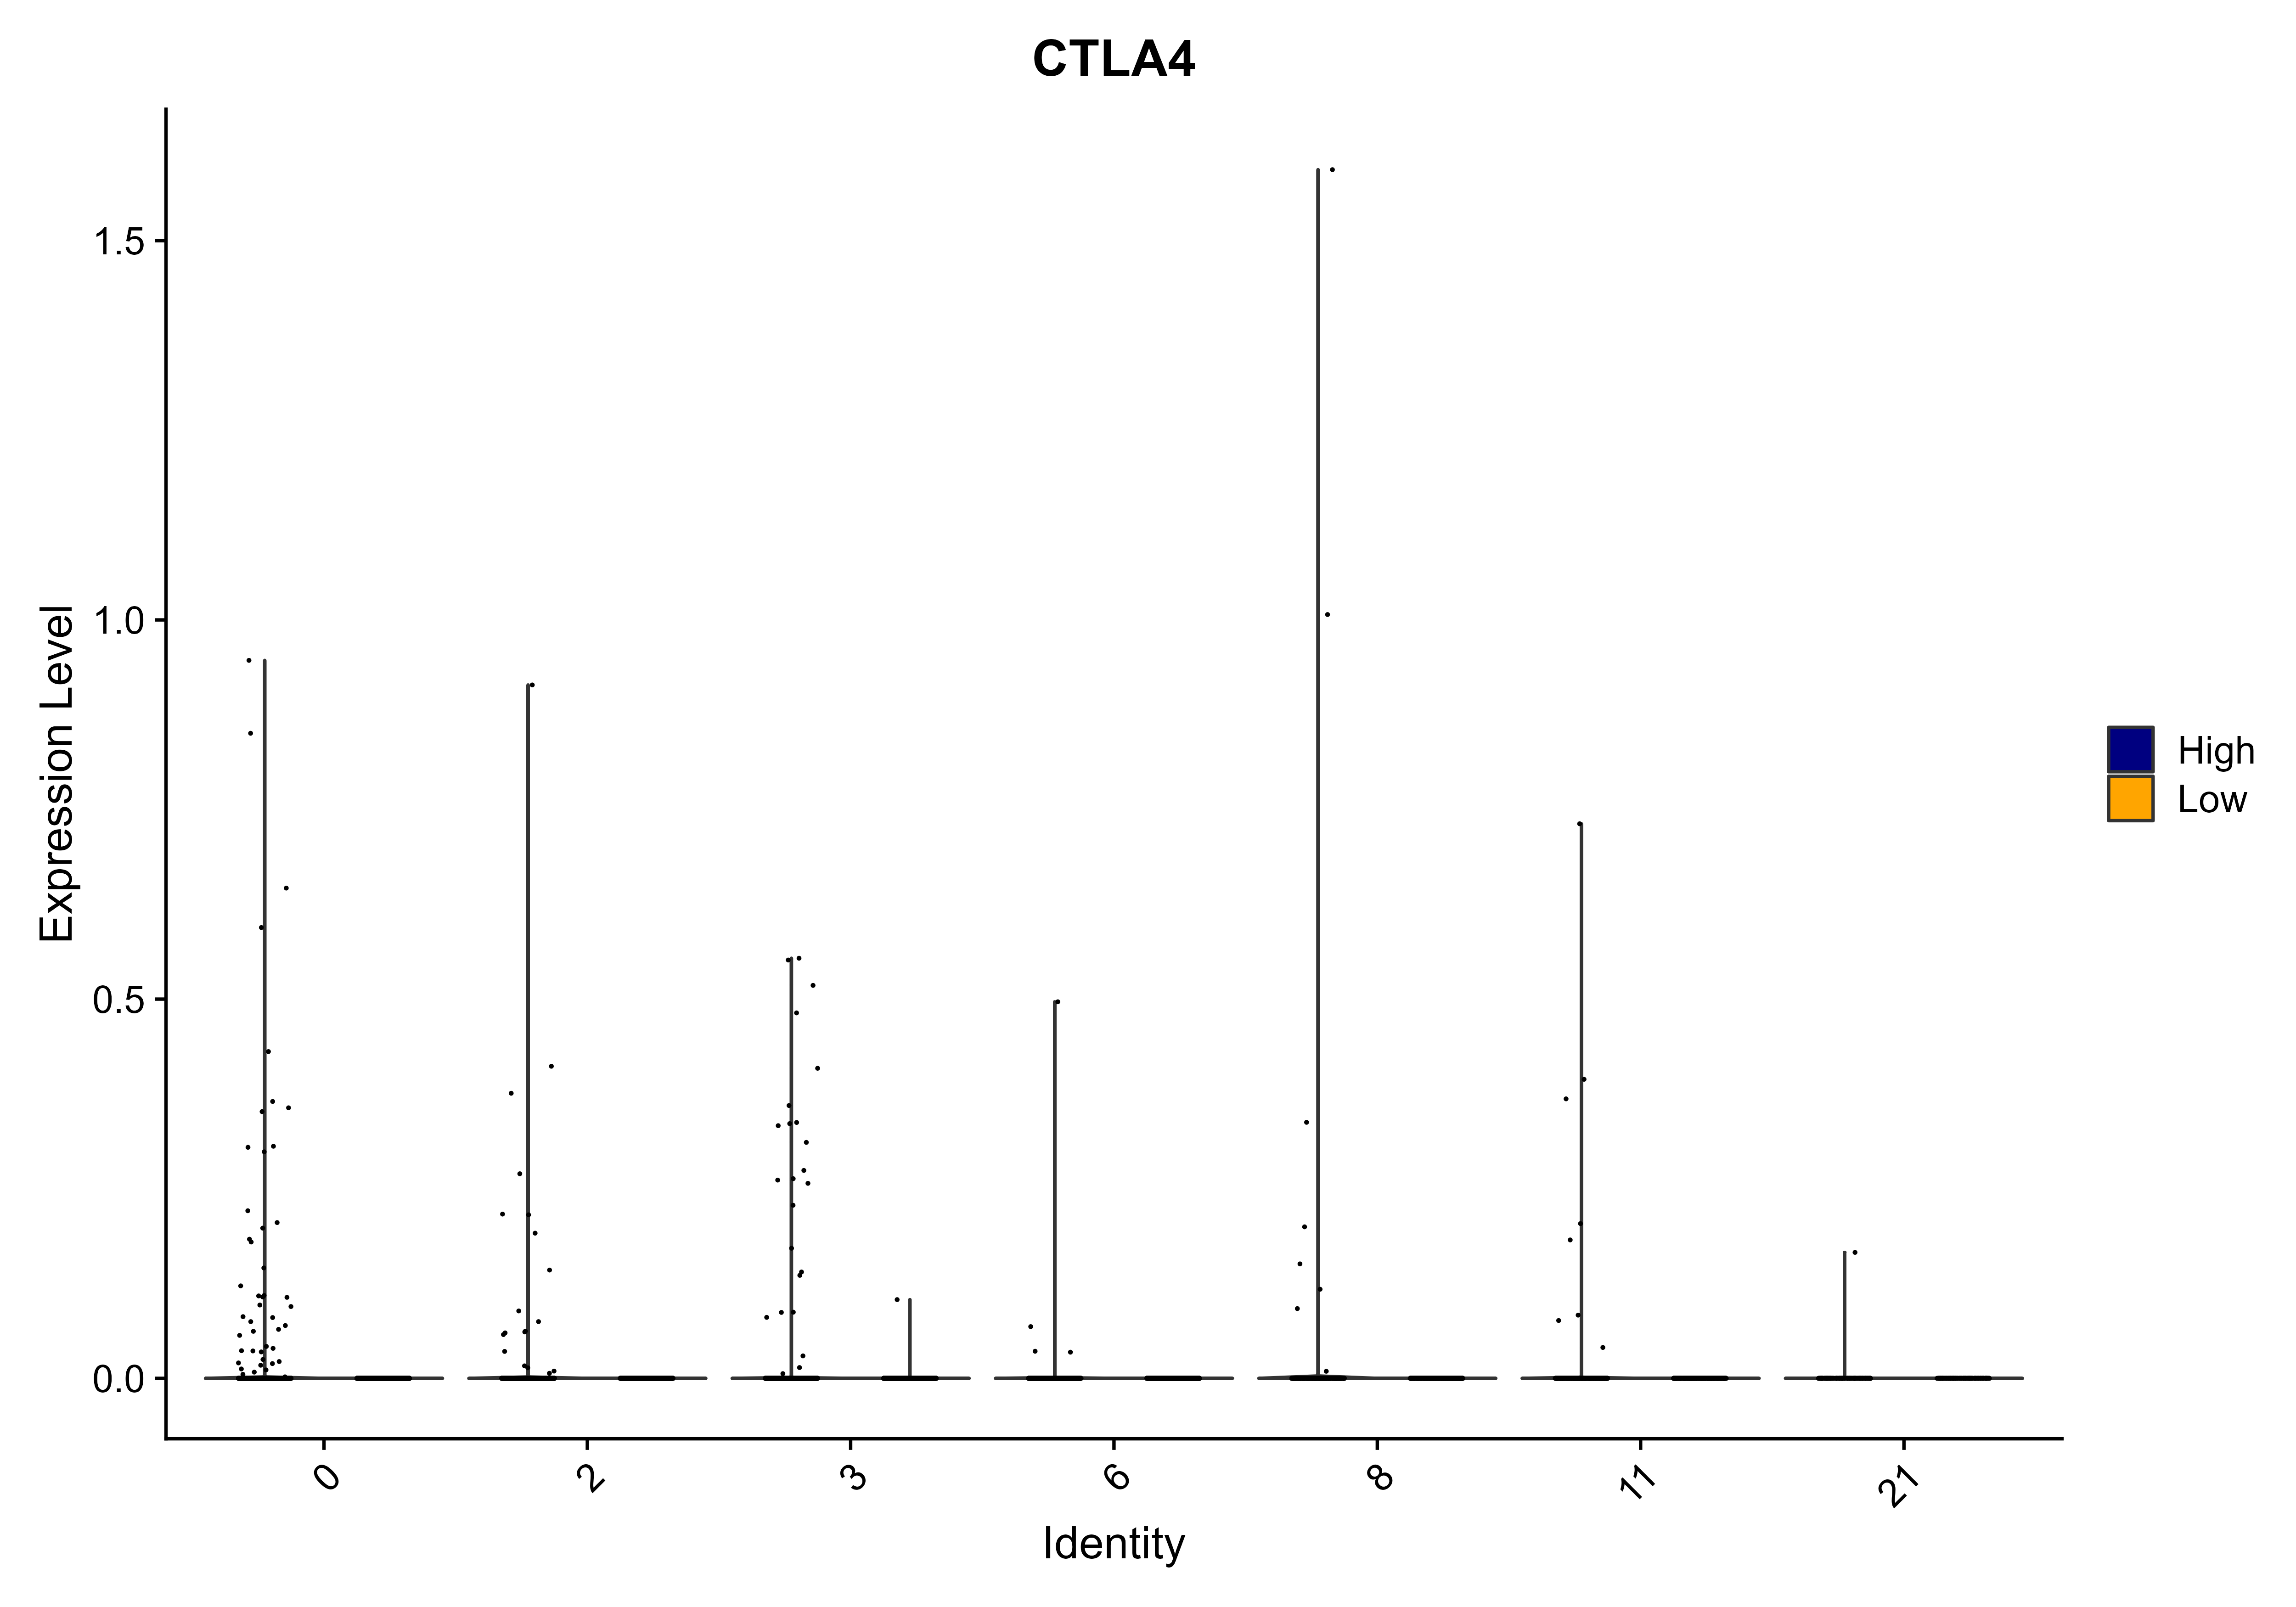 CTLA4
Expression Level
1.5
1.0
0.5
0.0
0 2 3 6 8 11 21
Identity
High
Low